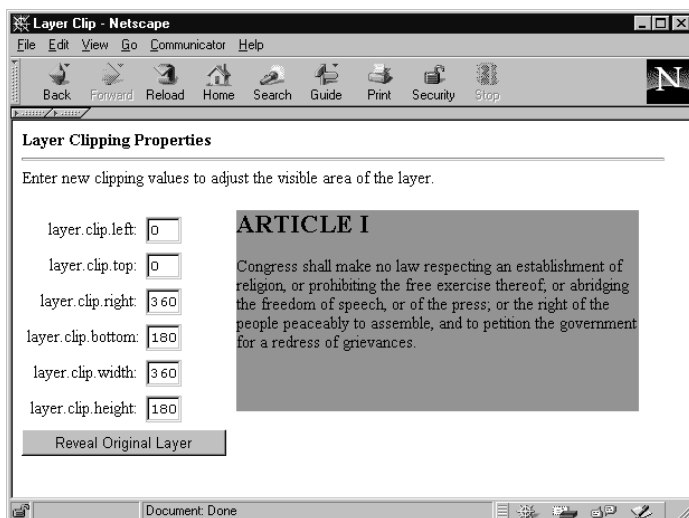 Layer Clip - Netscape
File Edit View Go Communicator Help
Back Forward Reload Home Search Guide Print Security Stop
N
Layer Clipping Properties
Enter new clipping values to adjust the visible area of the layer.
layer.clip.left: 0
layer.clip.top: 0
layer.clip.right: 360
layer.clip.bottom: 180
layer.clip.width: 360
layer.clip.height: 180
Reveal Original Layer
ARTICLE I
Congress shall make no law respecting an establishment of
religion, or prohibiting the free exercise thereof; or abridging
the freedom of speech, or of the press; or the right of the
people peaceably to assemble, and to petition the government
for a redress of grievances.
Document: Done